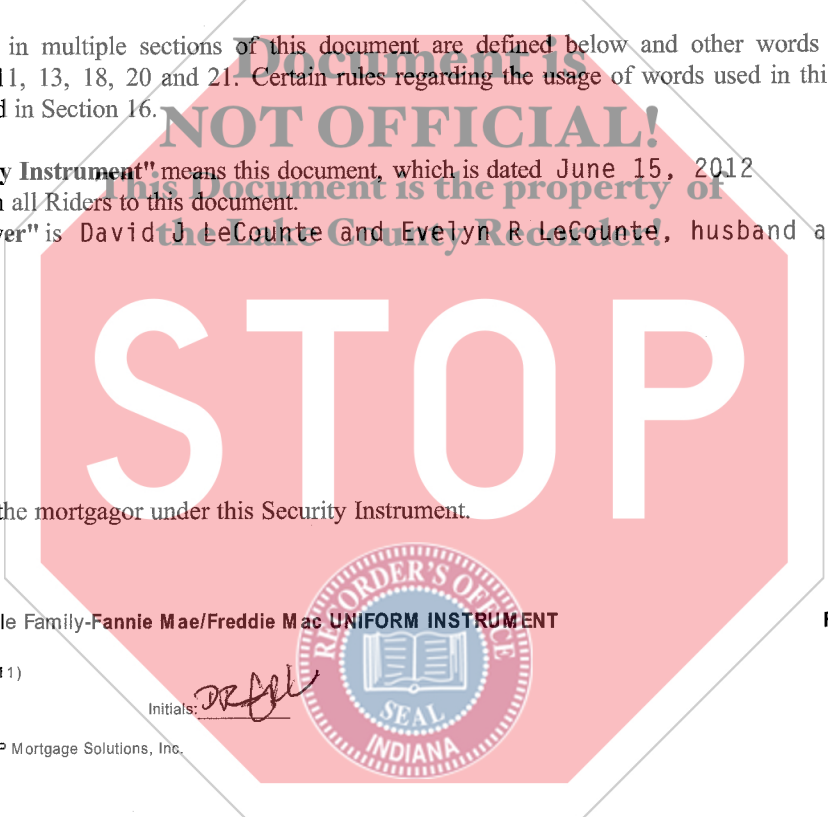 in multiple sections of this document are defined below and other words
11, 13, 18, 20 and 21. Certain rules regarding the usage of words used in thi
d in Section 16.
y Instrument" means this document, which is dated June 15, 2012
n all Riders to this document.
ver" is David J LeCounte and Evelyn R LeCounte, husband a
Document is
NOT OFFICIAL!
This Document is the property of
the Lake County Recorder!
STOP
the mortgagor under this Security Instrument.
le Family-Fannie Mae/Freddie Mac UNIFORM INSTRUMENT
1)
Initials:
P Mortgage Solutions, Inc.
RECORDER'S OFFICE
SEAL
INDIANA